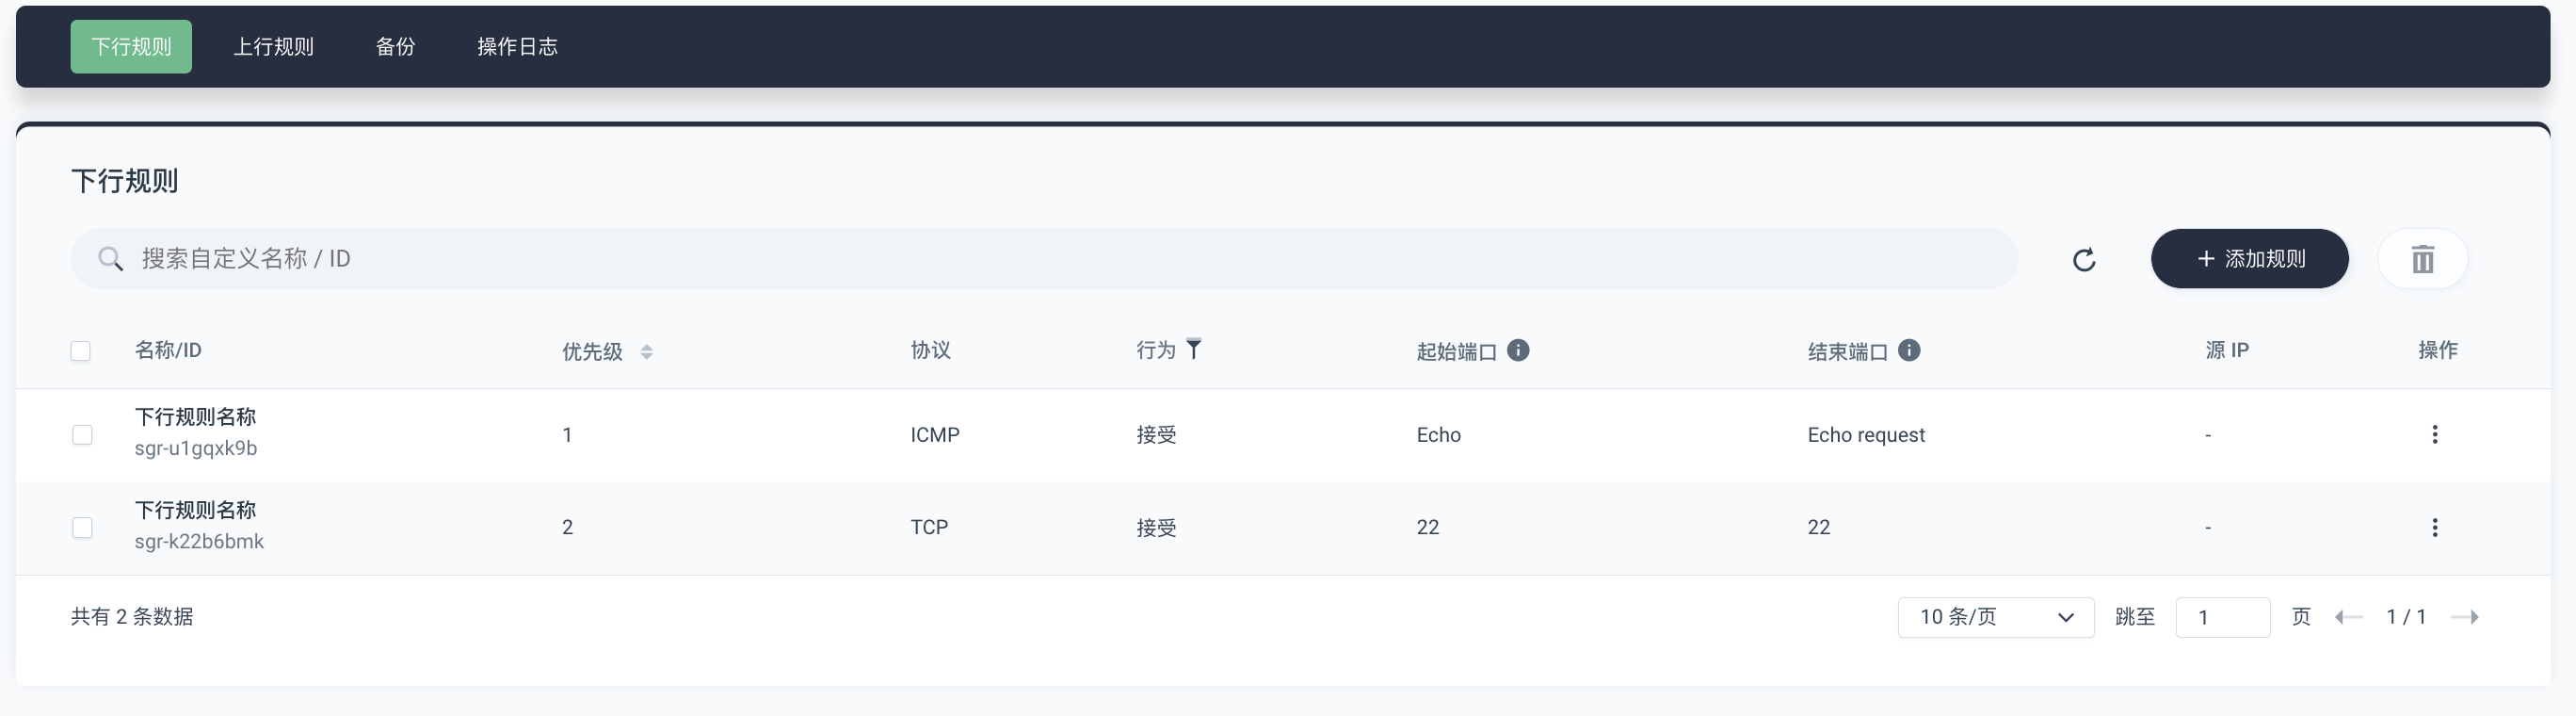 下行规则 上行规则 备份 操作日志
下行规则
搜索自定义名称 / ID
+ 添加规则
名称/ID 优先级 协议 行为 起始端口 结束端口 源 IP 操作
下行规则名称
sgr-u1gqxk9b
1 ICMP 接受 Echo Echo request -
下行规则名称
sgr-k22b6bmk
2 TCP 接受 22 22 -
共有 2 条数据 10 条/页 跳至 1 页 1 / 1